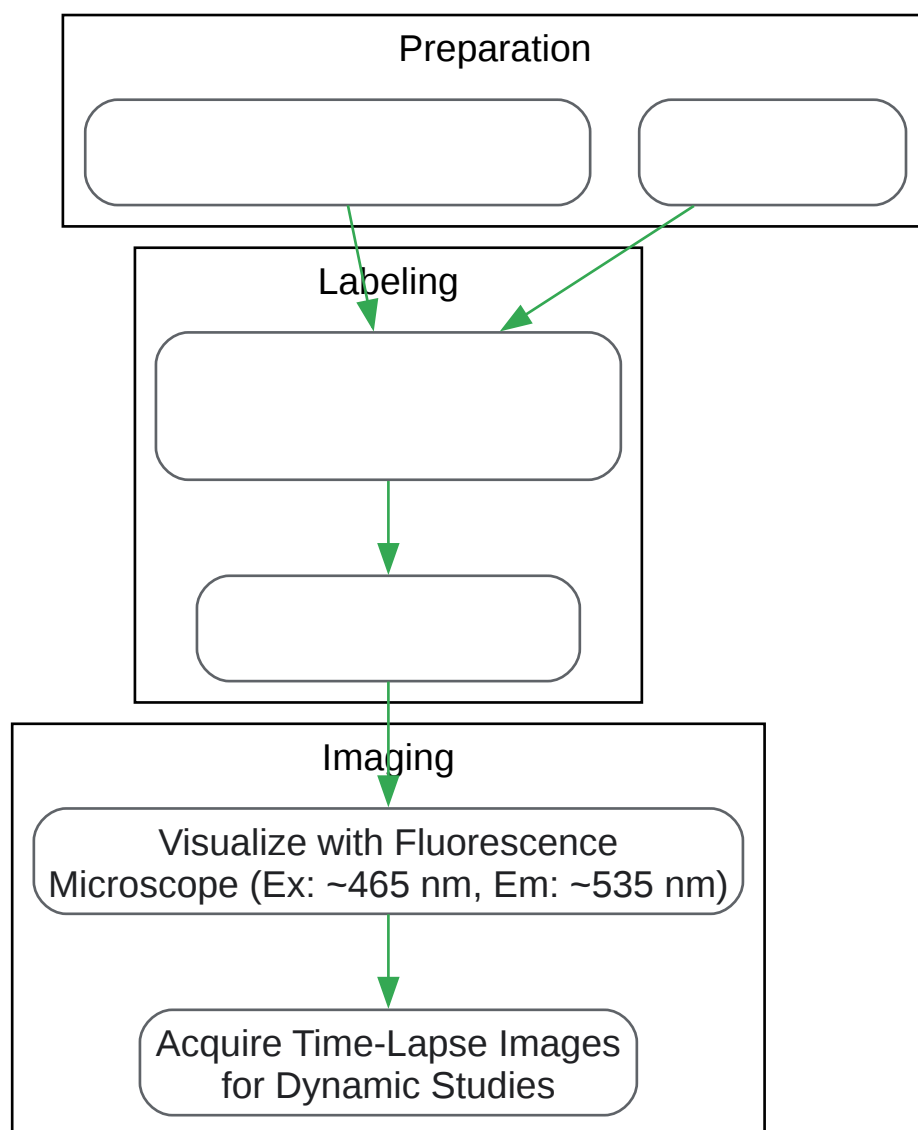 Preparation
Labeling
Imaging
Visualize with Fluorescence
Microscope (Ex: ~465 nm, Em: ~535 nm)
Acquire Time-Lapse Images
for Dynamic Studies